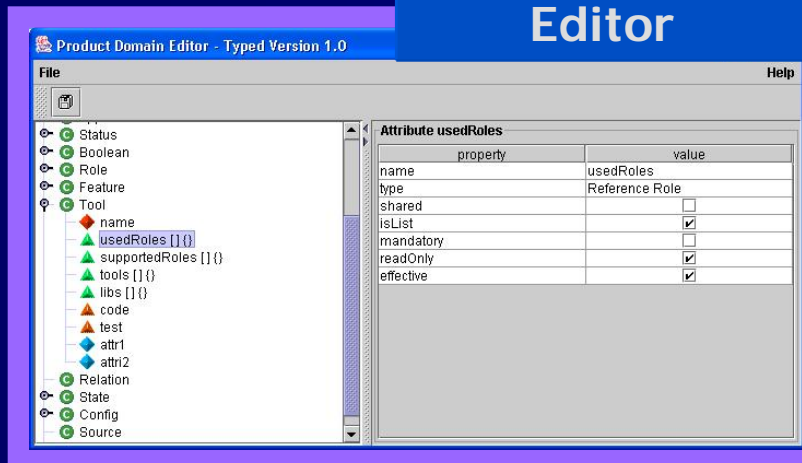 Editor
Product Domain Editor - Typed Version 1.0
File Help
Status
Boolean
Role
Feature
Tool
name
usedRoles [] {}
supportedRoles [] {}
tools [] {}
libs [] {}
code
test
attr1
attri2
Relation
State
Config
Source
Attribute usedRoles
property value
name usedRoles
type Reference Role
shared
isList
mandatory
readOnly
effective